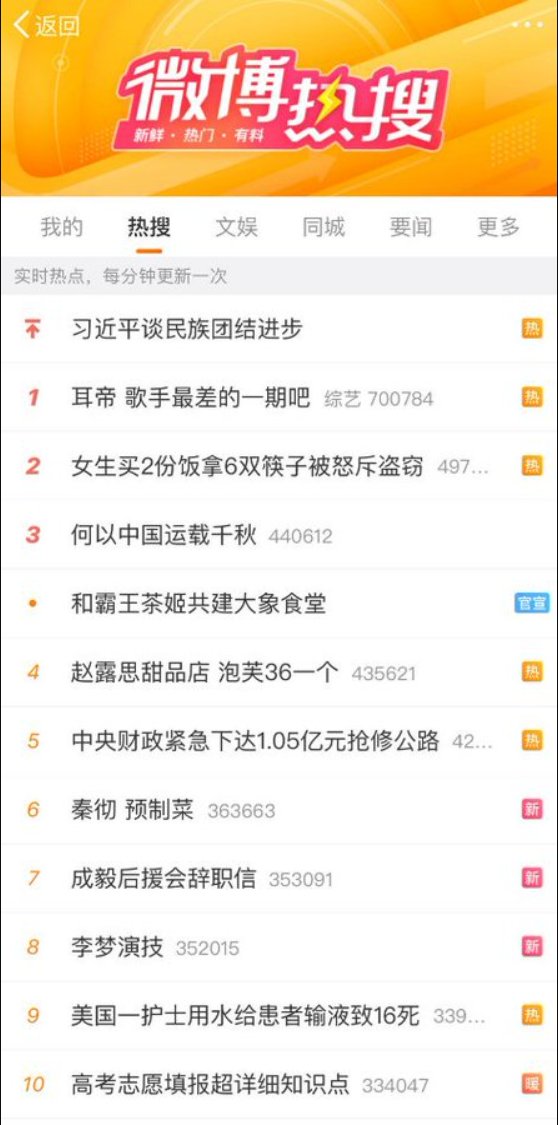 返回
微博热搜
新鲜·热门·有料
我的 热搜 文娱 同城 要闻 更多
实时热点，每分钟更新一次
习近平谈民族团结进步 热
1 耳帝 歌手最差的一期吧 综艺 700784 热
2 女生买2份饭拿6双筷子被怒斥盗窃 497... 热
3 何以中国运载千秋 440612
• 和霸王茶姬共建大象食堂 官宣
4 赵露思甜品店 泡芙36一个 435621 热
5 中央财政紧急下达1.05亿元抢修公路 42... 热
6 秦彻 预制菜 363663 新
7 成毅后援会辞职信 353091 新
8 李梦演技 352015 新
9 美国一护士用水给患者输液致16死 339... 热
10 高考志愿填报超详细知识点 334047 暖